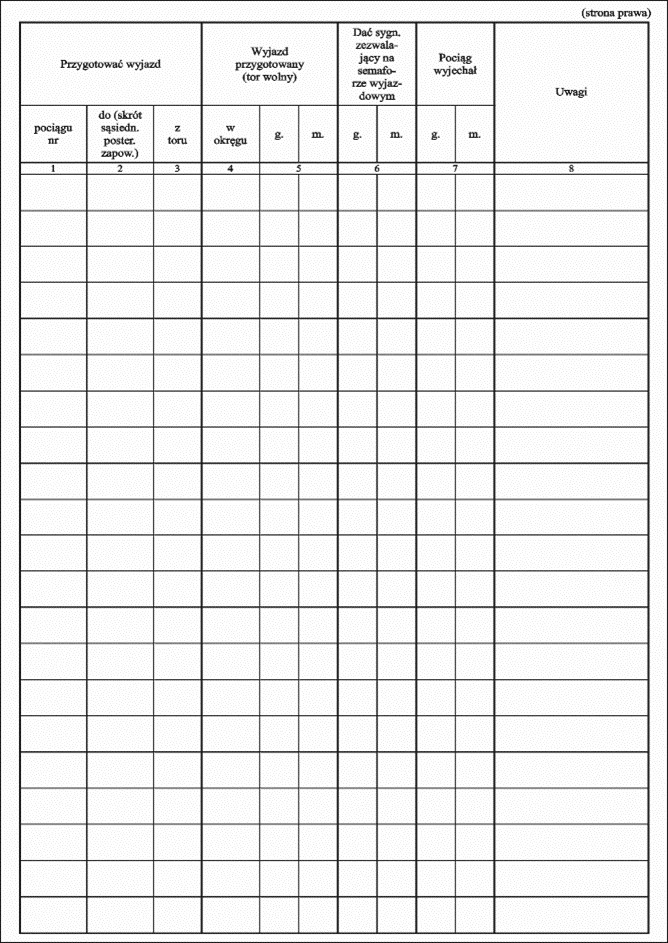 (strona prawa)
Przygotować wyjazd
Wyjazd
przygotowany
(tor wolny)
Dać sygn.
zezwala-
jący na
semafo-
rze wyjaz-
dowym
Pociąg
wyjechał
Uwagi
pociągu
nr
do (skrót
sąsiedn.
poster.
zapow.)
z
toru
w
okręgu
g.
m.
g.
m.
g.
m.
1 2 3 4 5 6 7 8